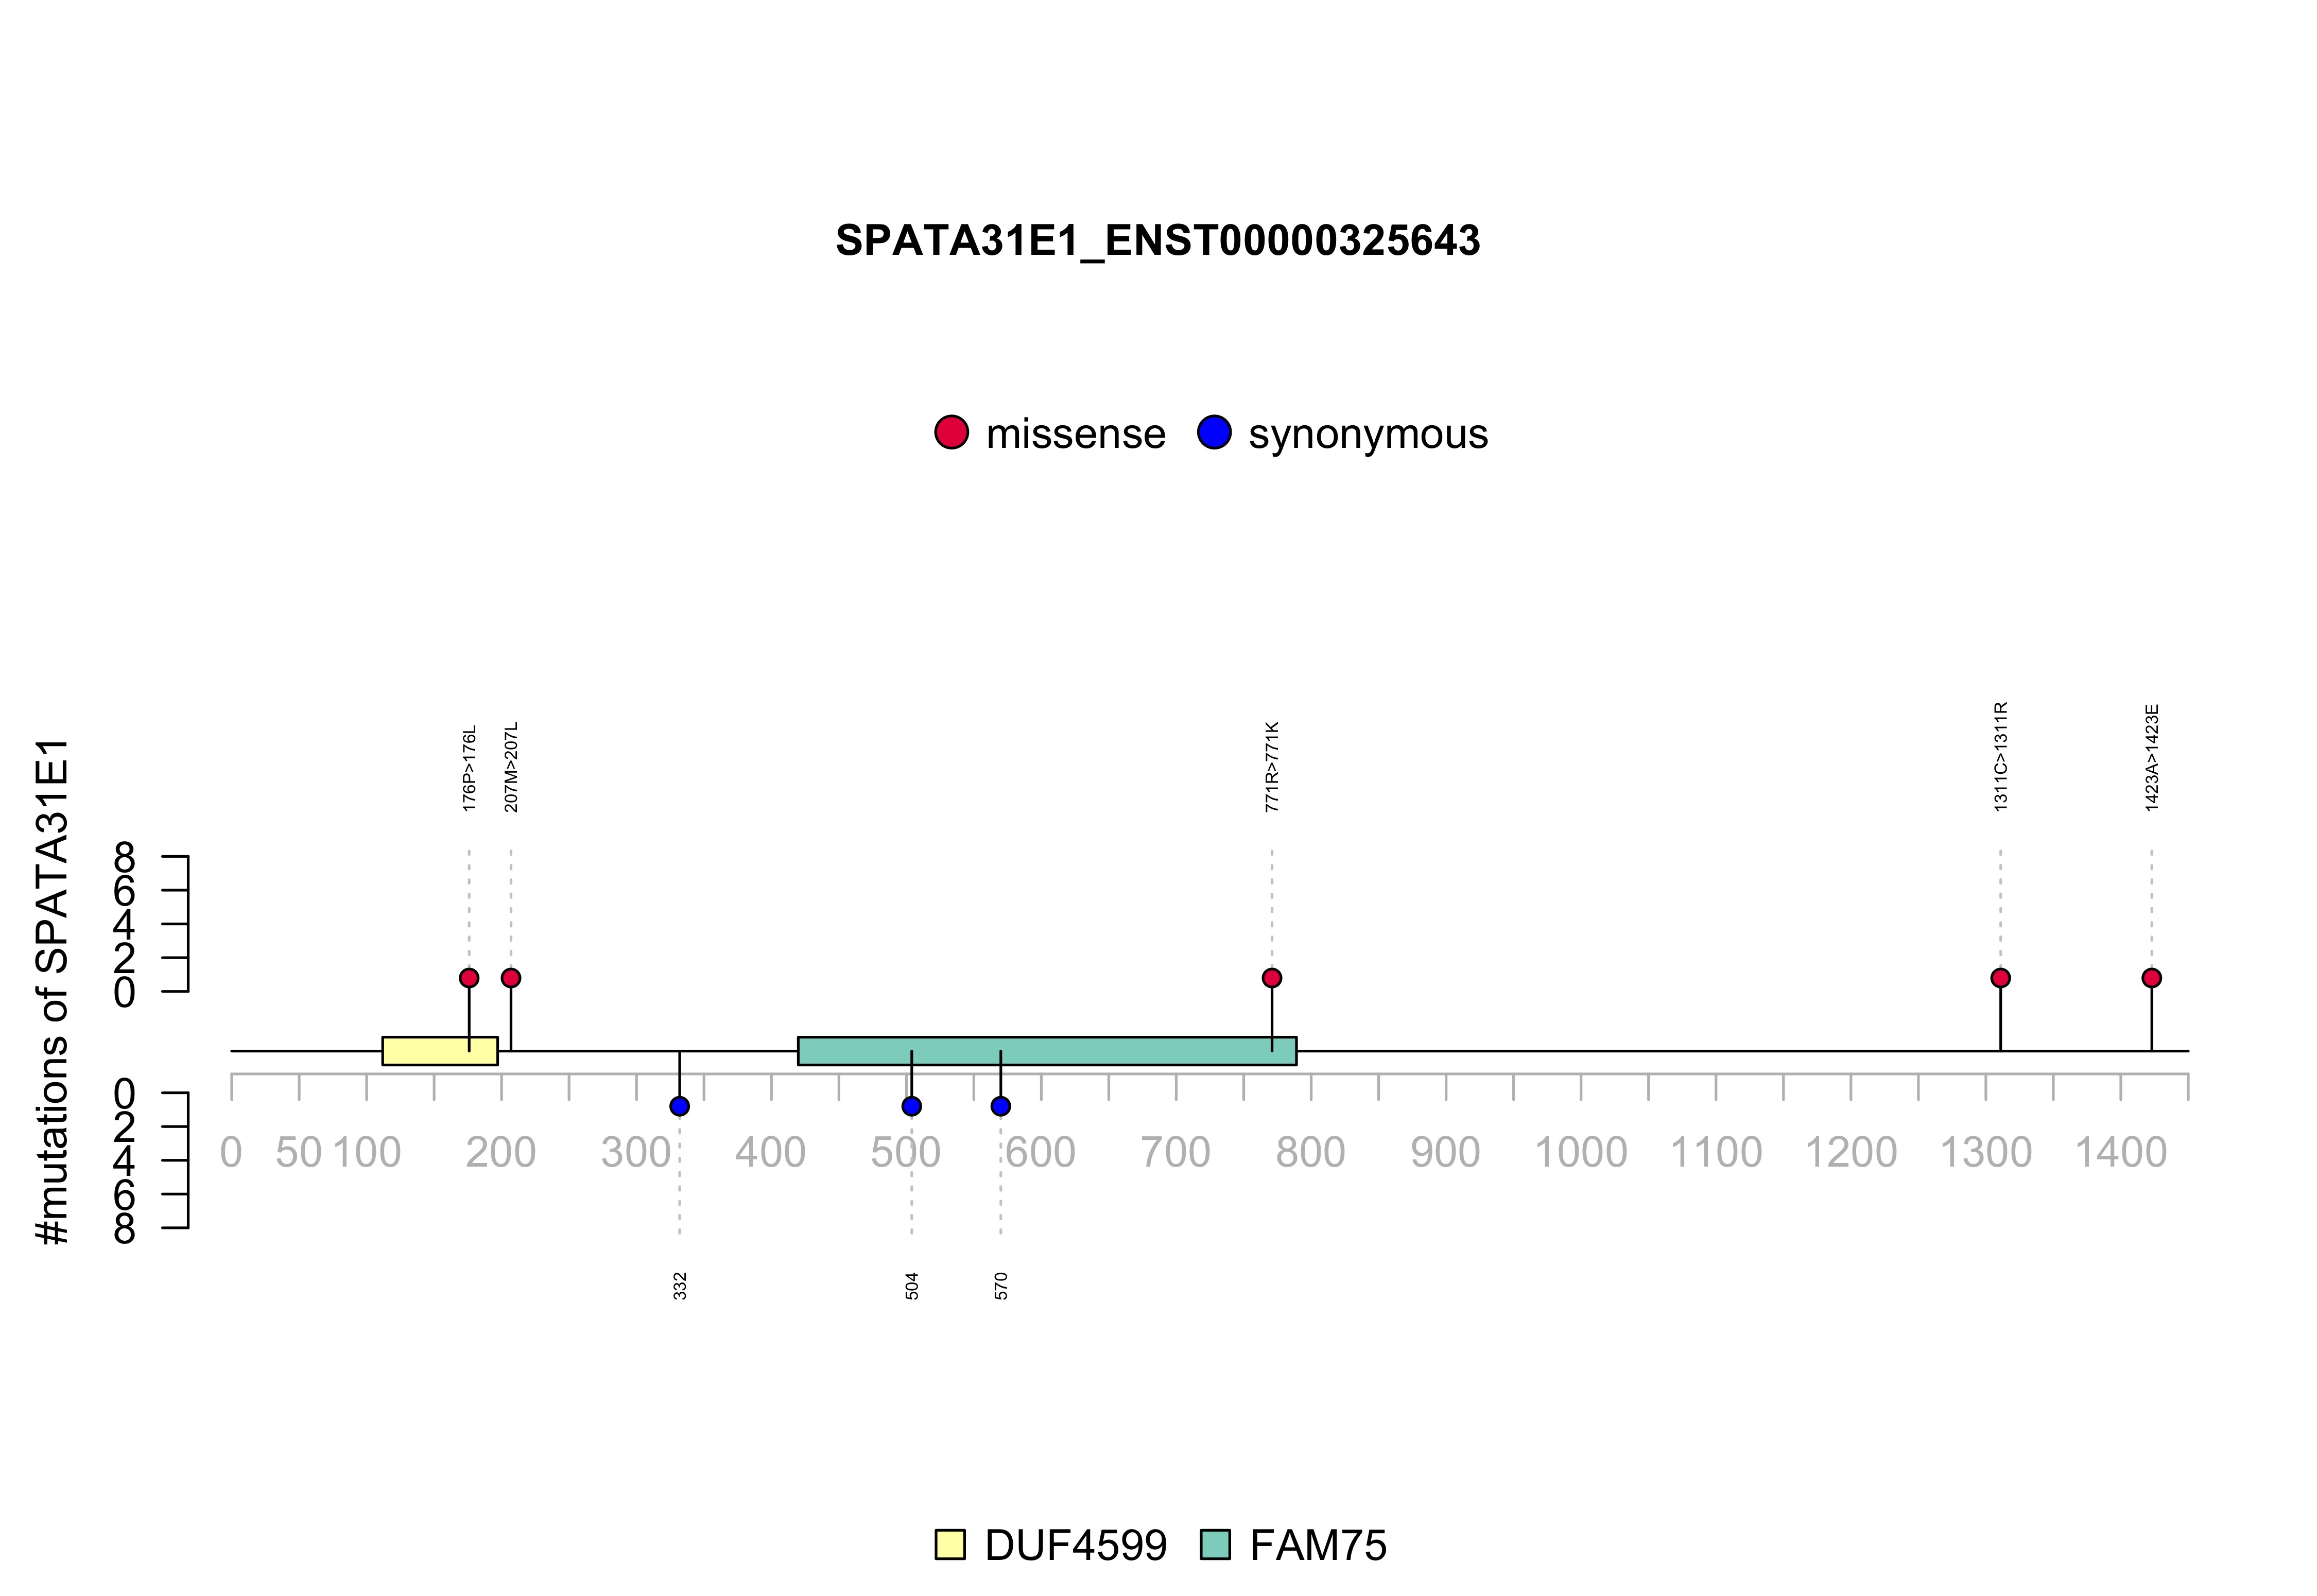 SPATA31E1_ENST00000325643
missense synonymous
176P>176L
207M>207L
771R>771K
1311C>1311R
1423A>1423E
#mutations of SPATA31E1
8
6
4
2
0
0
2
4
6
8
0 50 100 200 300 400 500 600 700 800 900 1000 1100 1200 1300 1400
332
504
570
DUF4599 FAM75